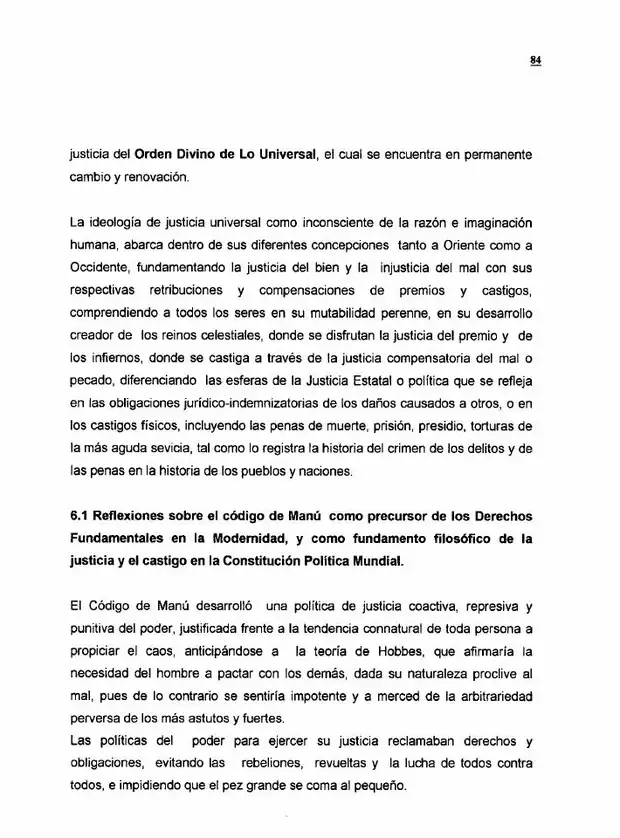 84
justicia del Orden Divino de Lo Universal, el cual se encuentra en permanente
cambio y renovación.
La ideología de justicia universal como inconsciente de la razón e imaginación
humana, abarca dentro de sus diferentes concepciones tanto a Oriente como a
Occidente, fundamentando la justicia del bien y la injusticia del mal con sus
respectivas retribuciones y compensaciones de premios y castigos,
comprendiendo a todos los seres en su mutabilidad perenne, en su desarrollo
creador de los reinos celestiales, donde se disfrutan la justicia del premio y de
los infiernos, donde se castiga a través de la justicia compensatoria del mal o
pecado, diferenciando las esferas de la Justicia Estatal o política que se refleja
en las obligaciones jurídico-indemnizatorias de los daños causados a otros, o en
los castigos físicos, incluyendo las penas de muerte, prisión, presidio, torturas de
la más aguda sevicia, tal como lo registra la historia del crimen de los delitos y de
las penas en la historia de los pueblos y naciones.
6.1 Reflexiones sobre el código de Manú como precursor de los Derechos
Fundamentales en la Modernidad, y como fundamento filosófico de la
justicia y el castigo en la Constitución Política Mundial.
El Código de Manú desarrolló una política de justicia coactiva, represiva y
punitiva del poder, justificada frente a la tendencia connatural de toda persona a
propiciar el caos, anticipándose a la teoría de Hobbes, que afirmaría la
necesidad del hombre a pactar con los demás, dada su naturaleza proclive al
mal, pues de lo contrario se sentiría impotente y a merced de la arbitrariedad
perversa de los más astutos y fuertes.
Las políticas del poder para ejercer su justicia reclamaban derechos y
obligaciones, evitando las rebeliones, revueltas y la lucha de todos contra
todos, e impidiendo que el pez grande se coma al pequeño.